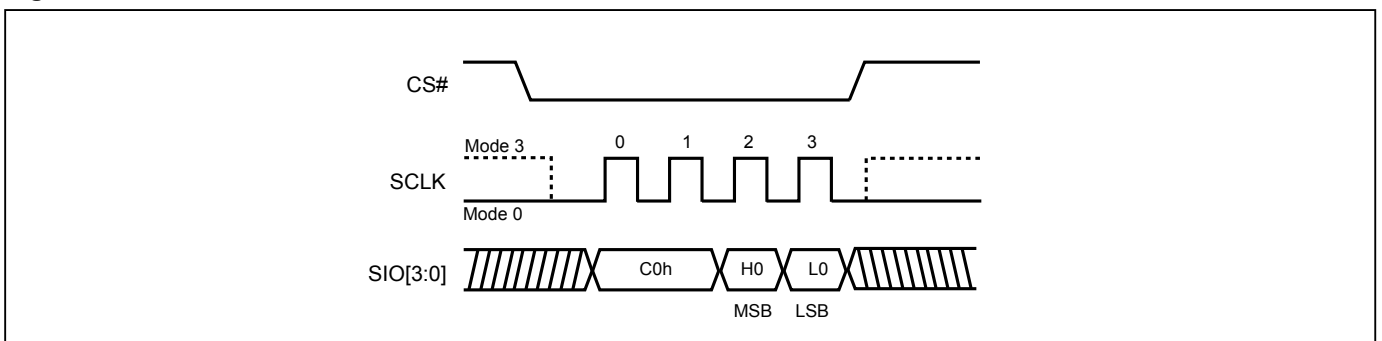 CS#
Mode 3 0 1 2 3
SCLK
Mode 0
SIO[3:0] C0h H0 L0
MSB LSB